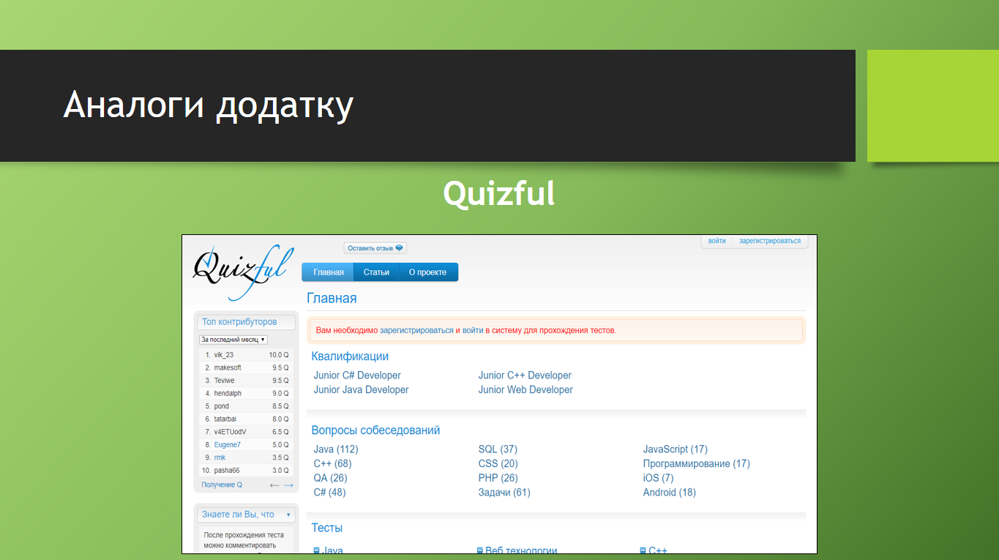 Аналоги додатку
Quizful
Quizful
Оставить отзыв
войти зарегистрироваться
Главная Статьи О проекте
Главная
Вам необходимо зарегистрироваться и войти в систему для прохождения тестов.
Топ контрибуторов
За последний месяц
1. vik_23 10.0 Q
2. makesoft 9.5 Q
3. Teviwe 9.5 Q
4. hendalph 9.0 Q
5. pond 8.5 Q
6. tatarbai 8.0 Q
7. v4ETUodV 6.5 Q
8. Eugene7 5.0 Q
9. rmk 3.5 Q
10. pasha66 3.0 Q
Получение Q ← →
Знаете ли Вы, что
После прохождения теста
можно комментировать
Квалификации
Junior C# Developer Junior C++ Developer
Junior Java Developer Junior Web Developer
Вопросы собеседований
Java (112) SQL (37) JavaScript (17)
C++ (68) CSS (20) Программирование (17)
QA (26) PHP (26) iOS (7)
C# (48) Задачи (61) Android (18)
Тесты
Java Веб технологии C++